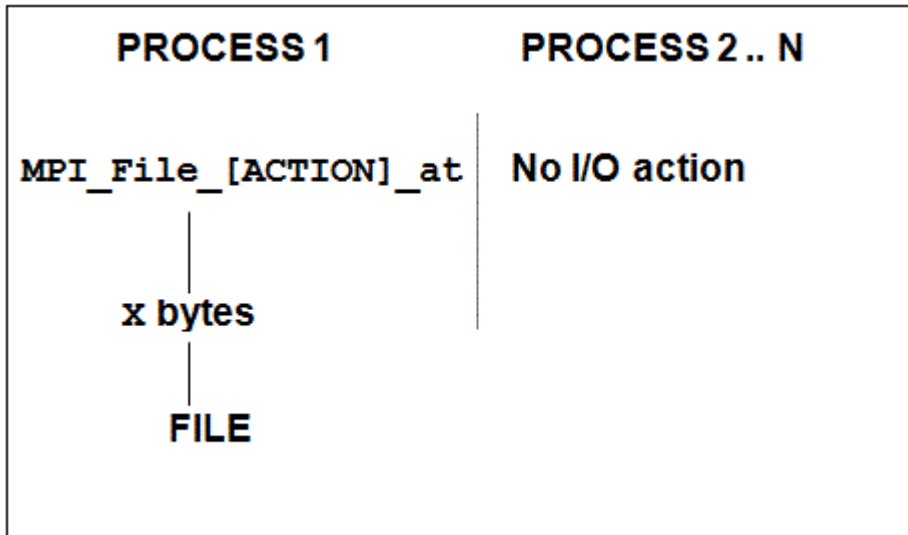 PROCESS 1 PROCESS 2 .. N
MPI_File_[ACTION]_at No I/O action
x bytes
FILE